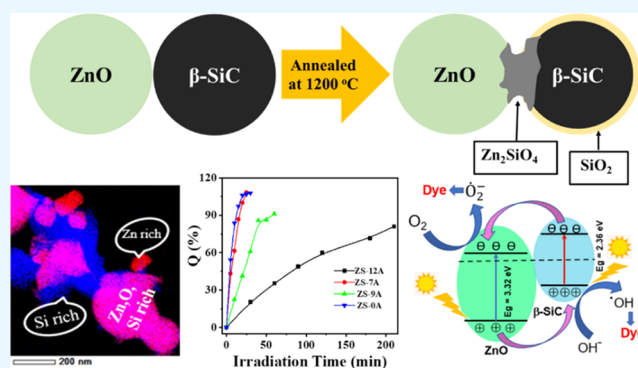 ZnO
β-SiC
Annealed
at 1200 °C
ZnO
β-SiC
Zn₂SiO₄
SiO₂
Zn rich
Zn,O, Si rich
Si rich
200 nm
Q (%)
120
90
60
30
0
ZS-12A
ZS-7A
ZS-9A
ZS-0A
0 50 100 150 200
Irradiation Time (min)
Dye
Ȯ₂⁻
O₂
⊖ ⊖ ⊖
⊖ ⊖ ⊖
Eg = 3.32 eV
Eg = 2.36 eV
⊕ ⊕ ⊕
⊕ ⊕ ⊕
ZnO
β-SiC
˙OH
OH⁻
Dye